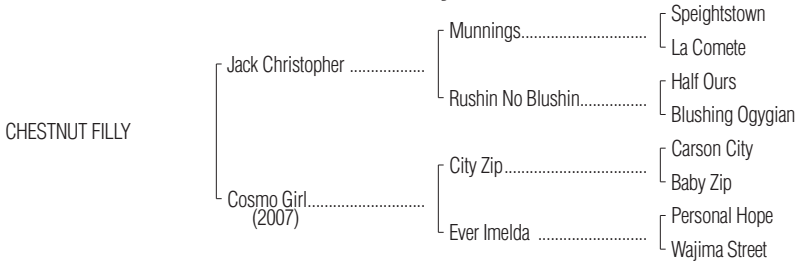 Speightstown
Munnings..............................
La Comete
Jack Christopher ..................
Half Ours
Rushin No Blushin................
Blushing Ogygian
CHESTNUT FILLY
Carson City
City Zip..................................
Baby Zip
Cosmo Girl............................
(2007)
Personal Hope
Ever Imelda ..........................
Wajima Street